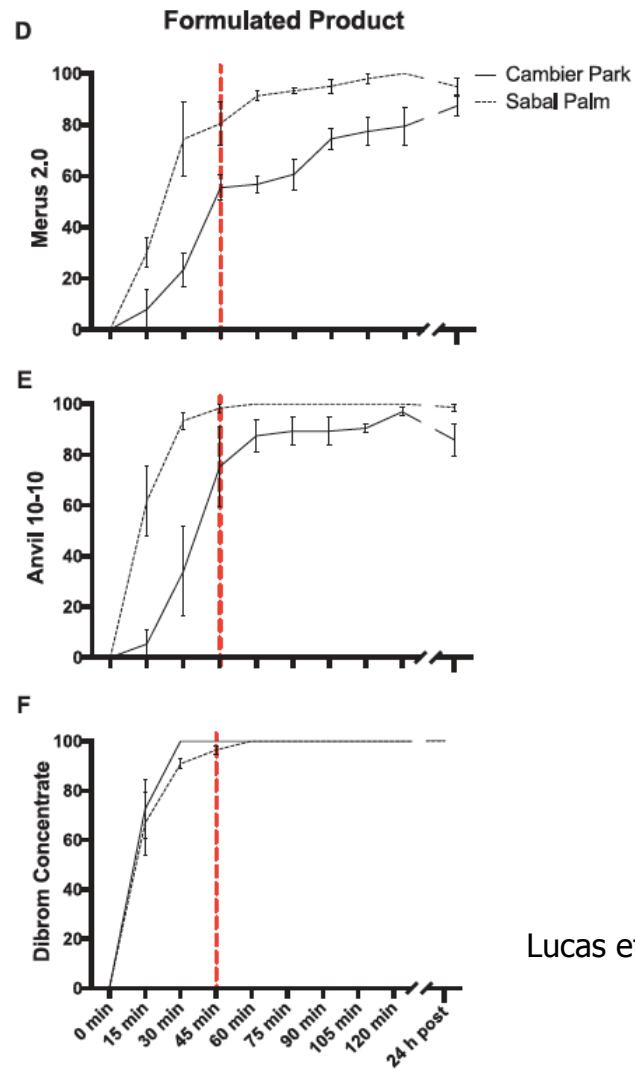 Formulated Product
D
Merus 2.0
100
80
60
40
20
0
Cambier Park
Sabal Palm
E
Anvil 10-10
100
80
60
40
20
0
F
Dibrom Concentrate
100
80
60
40
20
0
0 min
15 min
30 min
45 min
60 min
75 min
90 min
105 min
120 min
24 h post
Lucas et